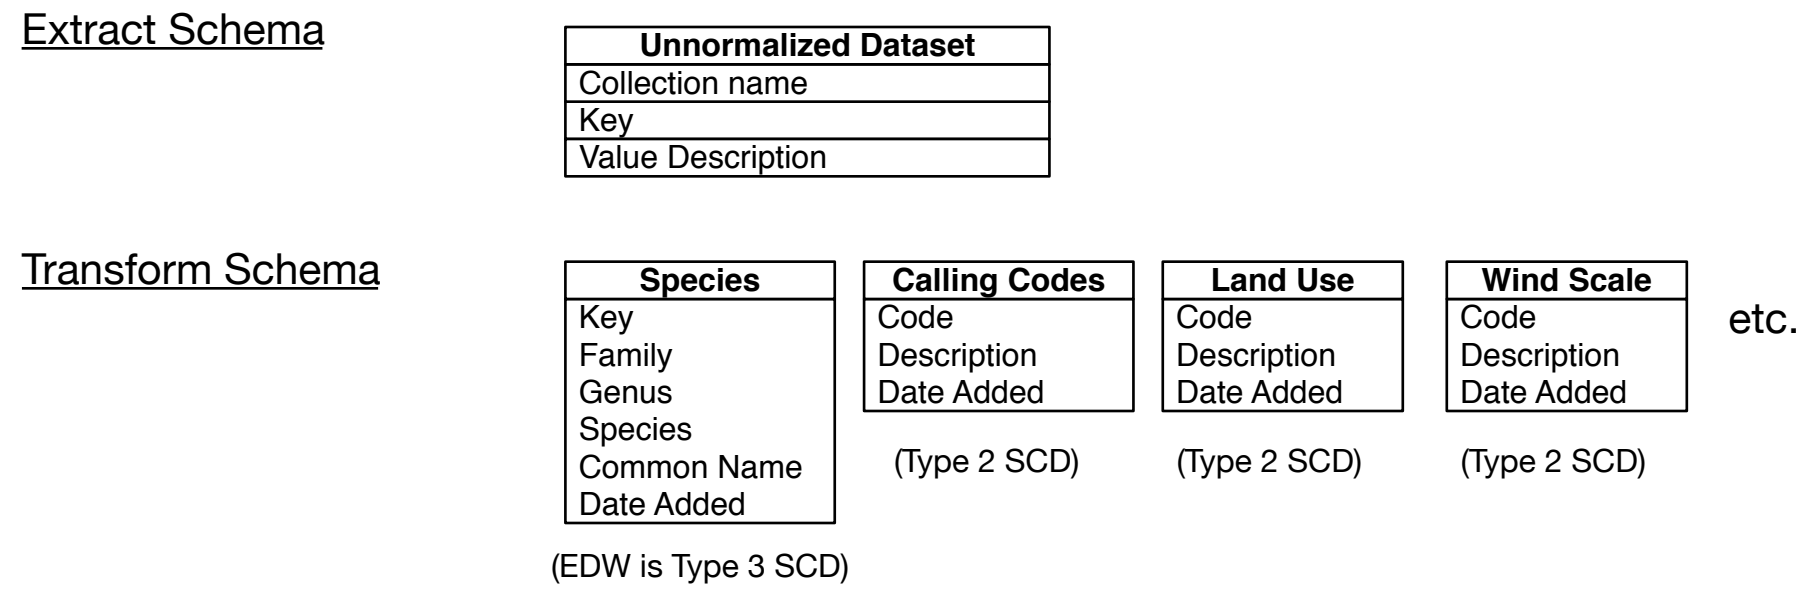 Extract Schema
Unnormalized Dataset
Collection name
Key
Value Description
Transform Schema
Species
Key
Family
Genus
Species
Common Name
Date Added
(EDW is Type 3 SCD)
Calling Codes
Code
Description
Date Added
(Type 2 SCD)
Land Use
Code
Description
Date Added
(Type 2 SCD)
Wind Scale
Code
Description
Date Added
(Type 2 SCD)
etc.